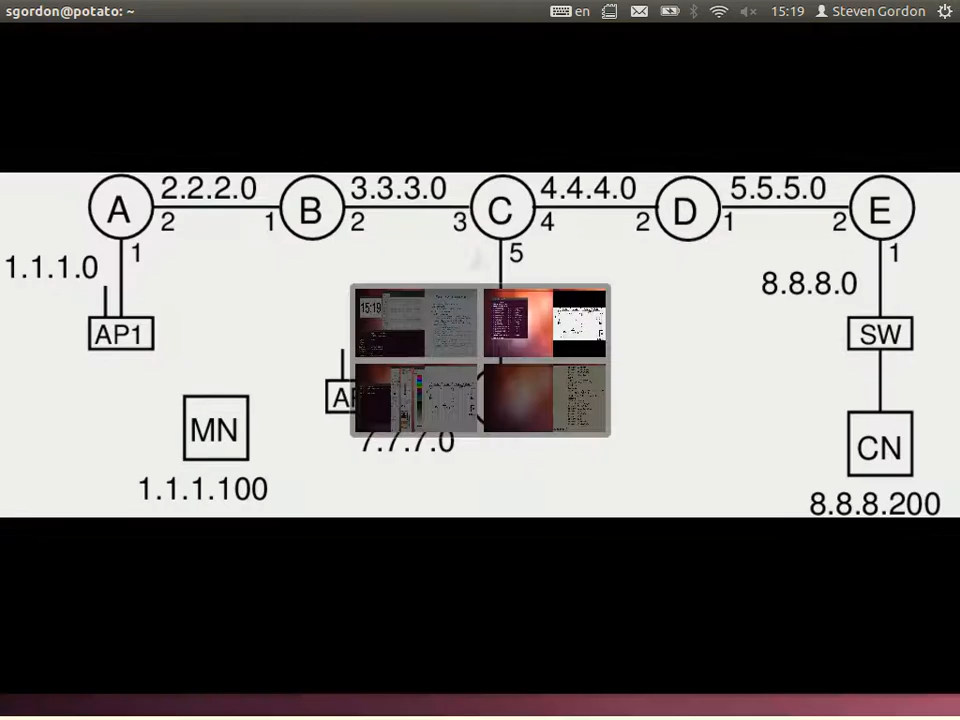 sgordon@potato: ~ en 15:19 Steven Gordon
A 2.2.2.0 B 3.3.3.0 C 4.4.4.0 D 5.5.5.0 E
2 1 2 3 4 2 1 2
1 5 1
1.1.1.0 8.8.8.0
15:19
AP1 SW
MN CN
7.7.7.0
1.1.1.100 8.8.8.200